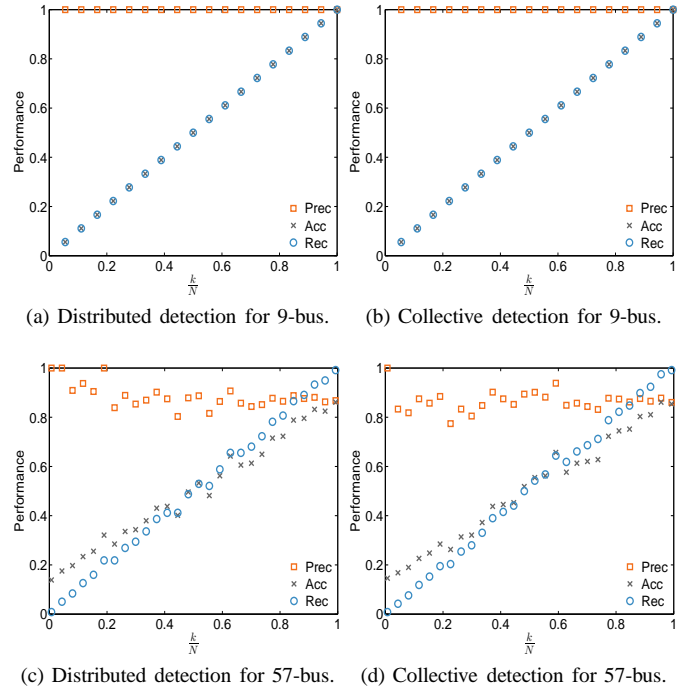 1
0.8
0.6
0.4
0.2
0
Performance
Prec
Acc
Rec
0 0.2 0.4 0.6 0.8 1
k/N
(a) Distributed detection for 9-bus.
1
0.8
0.6
0.4
0.2
0
Performance
Prec
Acc
Rec
0 0.2 0.4 0.6 0.8 1
k/N
(b) Collective detection for 9-bus.
1
0.8
0.6
0.4
0.2
0
Performance
Prec
Acc
Rec
0 0.2 0.4 0.6 0.8 1
k/N
(c) Distributed detection for 57-bus.
1
0.8
0.6
0.4
0.2
0
Performance
Prec
Acc
Rec
0 0.2 0.4 0.6 0.8 1
k/N
(d) Collective detection for 57-bus.